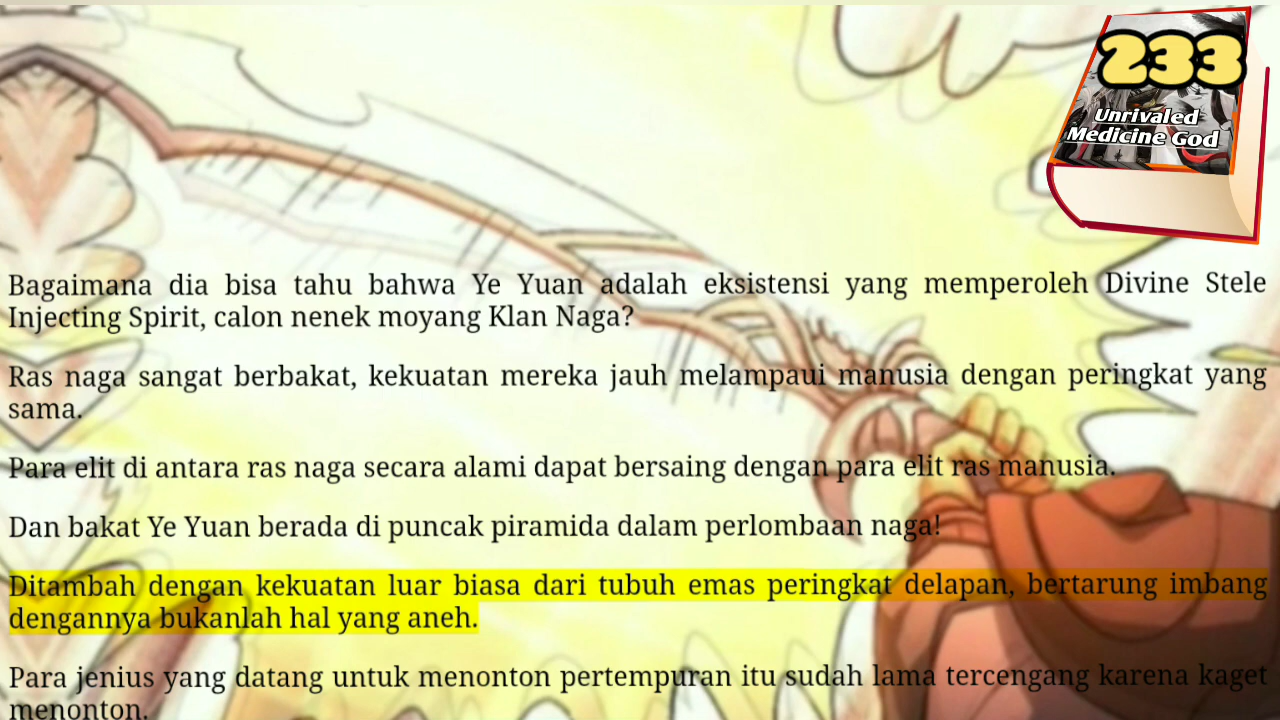 233
Unrivaled
Medicine God
Bagaimana dia bisa tahu bahwa Ye Yuan adalah eksistensi yang memperoleh Divine Stele
Injecting Spirit, calon nenek moyang Klan Naga?
Ras naga sangat berbakat, kekuatan mereka jauh melampaui manusia dengan peringkat yang
sama.
Para elit di antara ras naga secara alami dapat bersaing dengan para elit ras manusia.
Dan bakat Ye Yuan berada di puncak piramida dalam perlombaan naga!
Ditambah dengan kekuatan luar biasa dari tubuh emas peringkat delapan, bertarung imbang
dengannya bukanlah hal yang aneh.
Para jenius yang datang untuk menonton pertempuran itu sudah lama tercengang karena kaget
menonton.